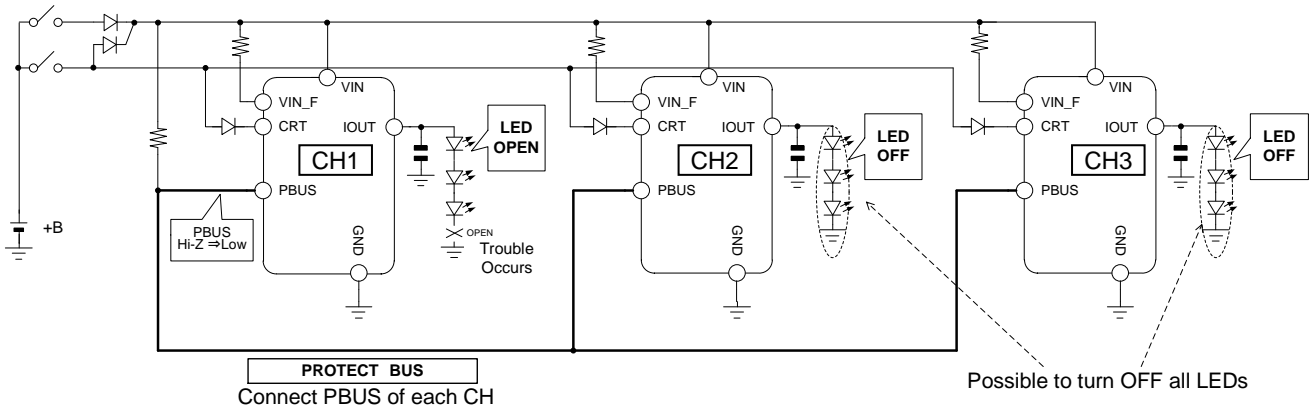 VIN
VIN_F
CRT
IOUT
CH1
PBUS
GND
LED
OPEN
PBUS
Hi-Z ⇒Low
OPEN
Trouble
Occurs
VIN
VIN_F
CRT
IOUT
CH2
PBUS
GND
LED
OFF
VIN
VIN_F
CRT
IOUT
CH3
PBUS
GND
LED
OFF
+B
PROTECT BUS
Connect PBUS of each CH
Possible to turn OFF all LEDs